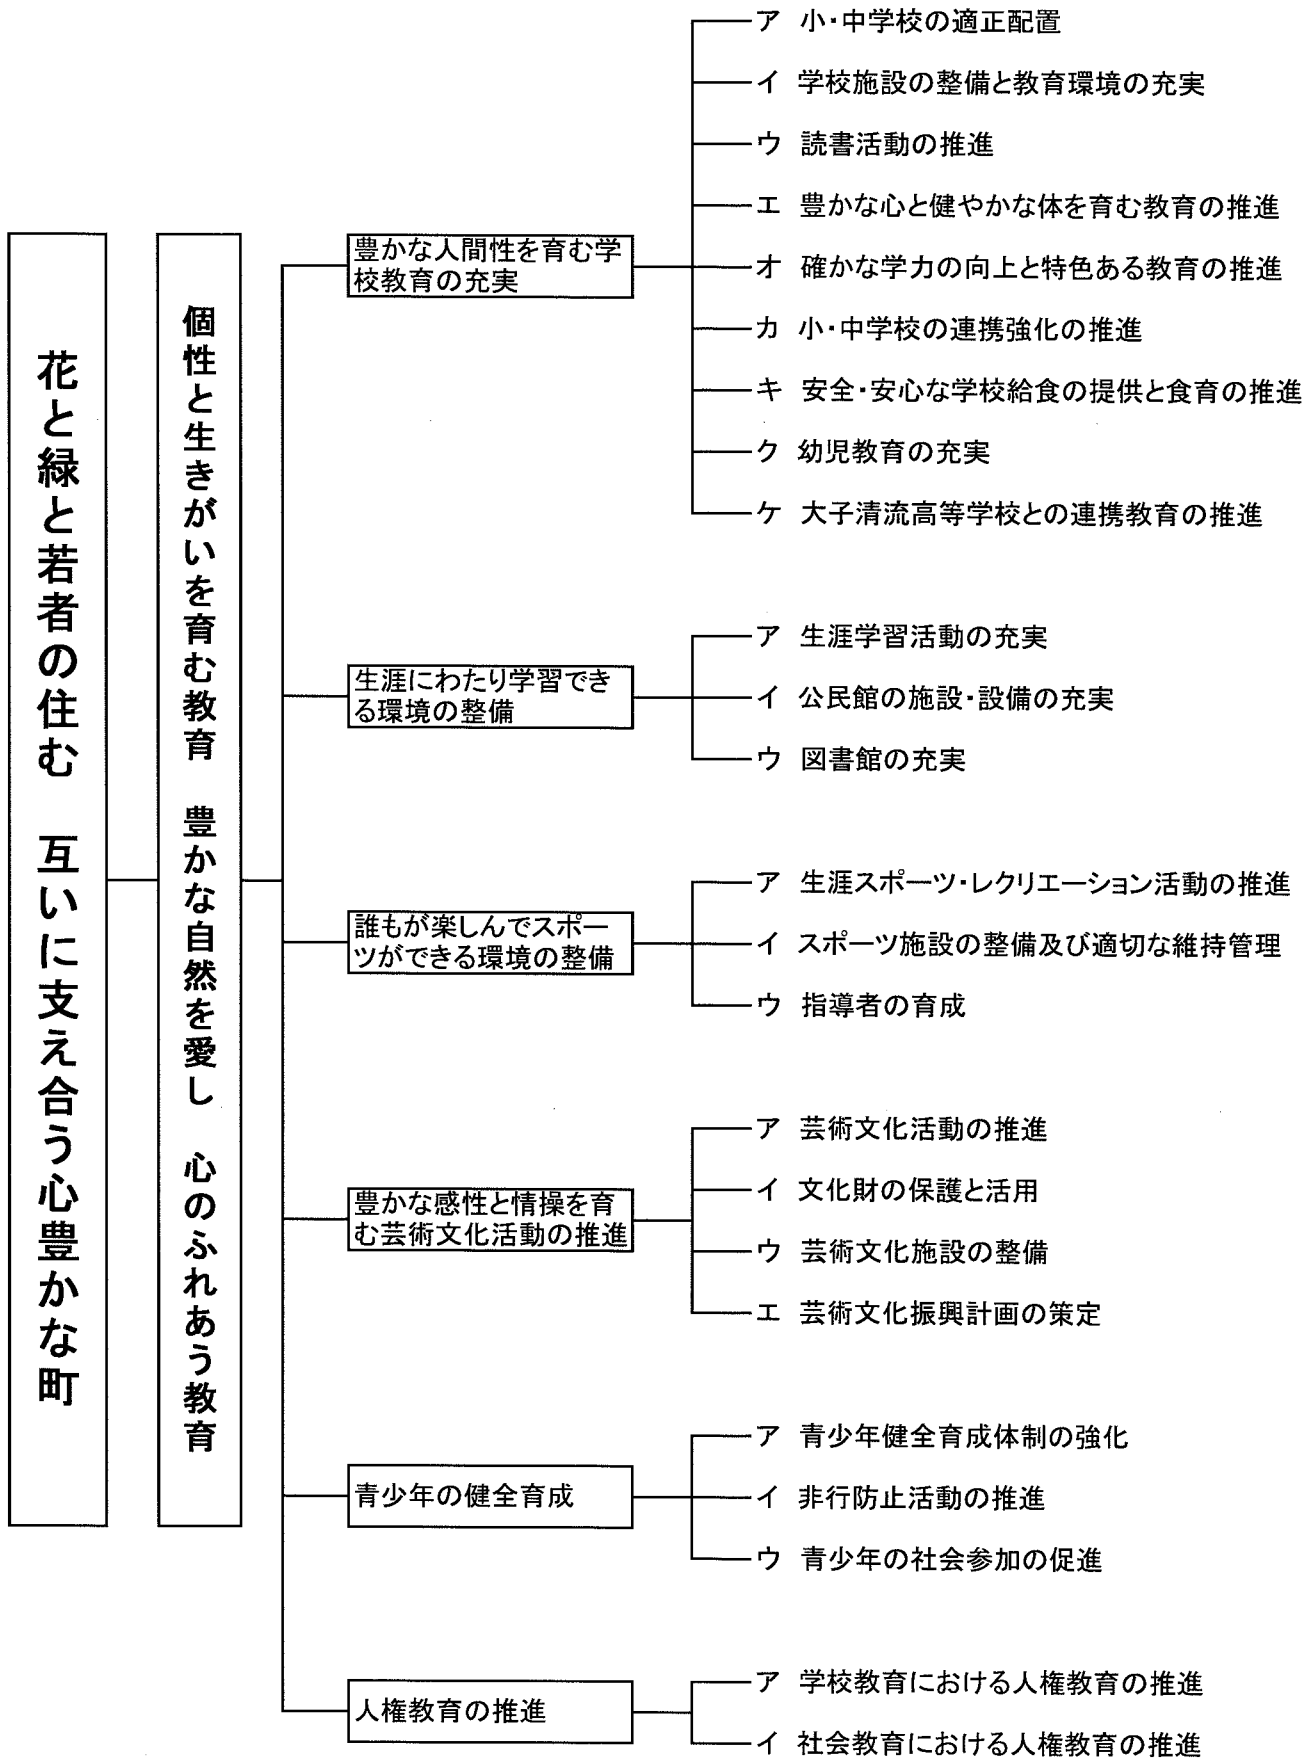 花と緑と若者の住む　互いに支え合う心豊かな町
個性と生きがいを育む教育　豊かな自然を愛し　心のふれあう教育
豊かな人間性を育む学
校教育の充実
ア 小・中学校の適正配置
イ 学校施設の整備と教育環境の充実
ウ 読書活動の推進
エ 豊かな心と健やかな体を育む教育の推進
オ 確かな学力の向上と特色ある教育の推進
カ 小・中学校の連携強化の推進
キ 安全・安心な学校給食の提供と食育の推進
ク 幼児教育の充実
ケ 大子清流高等学校との連携教育の推進
生涯にわたり学習でき
る環境の整備
ア 生涯学習活動の充実
イ 公民館の施設・設備の充実
ウ 図書館の充実
誰もが楽しんでスポー
ツができる環境の整備
ア 生涯スポーツ・レクリエーション活動の推進
イ スポーツ施設の整備及び適切な維持管理
ウ 指導者の育成
豊かな感性と情操を育
む芸術文化活動の推進
ア 芸術文化活動の推進
イ 文化財の保護と活用
ウ 芸術文化施設の整備
エ 芸術文化振興計画の策定
青少年の健全育成
ア 青少年健全育成体制の強化
イ 非行防止活動の推進
ウ 青少年の社会参加の促進
人権教育の推進
ア 学校教育における人権教育の推進
イ 社会教育における人権教育の推進